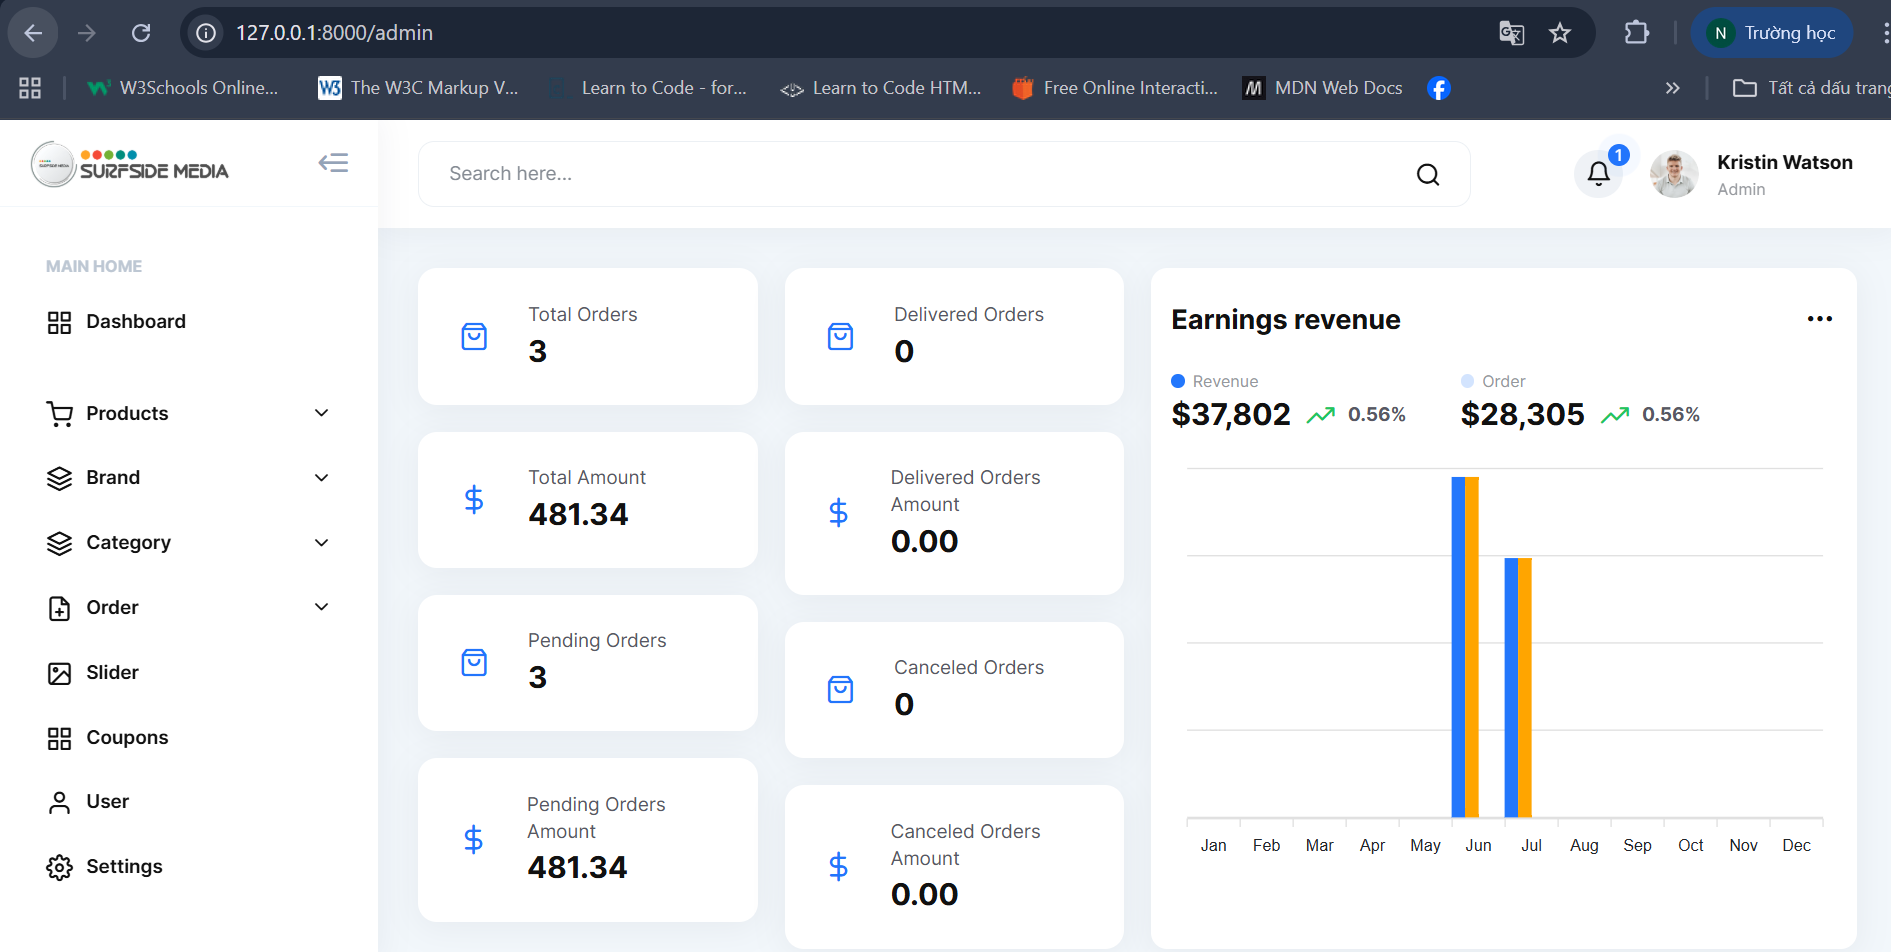 127.0.0.1:8000/admin
N Trường học
W3Schools Online...
The W3C Markup V...
Learn to Code - for...
Learn to Code HTM...
Free Online Interacti...
MDN Web Docs
Tất cả dấu trang
SURFSIDE MEDIA
Search here...
1
Kristin Watson
Admin
MAIN HOME
Dashboard
Products
Brand
Category
Order
Slider
Coupons
User
Settings
Total Orders
3
Total Amount
481.34
Pending Orders
3
Pending Orders
Amount
481.34
Delivered Orders
0
Delivered Orders
Amount
0.00
Canceled Orders
0
Canceled Orders
Amount
0.00
Earnings revenue
Revenue
$37,802 0.56%
Order
$28,305 0.56%
Jan Feb Mar Apr May Jun Jul Aug Sep Oct Nov Dec